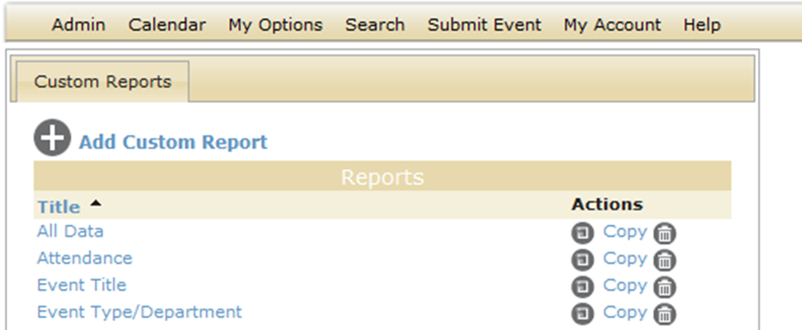 Admin Calendar My Options Search Submit Event My Account Help
Custom Reports
Add Custom Report
Reports
Title Actions
All Data Copy
Attendance Copy
Event Title Copy
Event Type/Department Copy